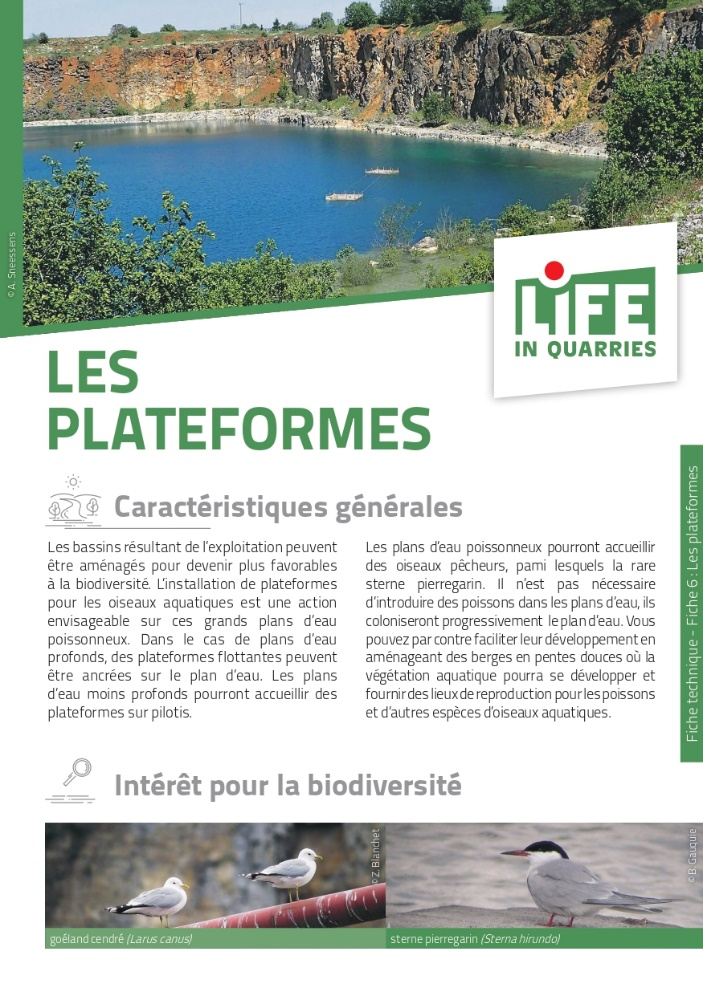 © A. Sneessens
LiFE
IN QUARRIES
LES
PLATEFORMES
Caractéristiques générales
Les bassins résultant de l’exploitation peuvent
être aménagés pour devenir plus favorables
à la biodiversité. L’installation de plateformes
pour les oiseaux aquatiques est une action
envisageable sur ces grands plans d’eau
poissonneux. Dans le cas de plans d’eau
profonds, des plateformes flottantes peuvent
être ancrées sur le plan d’eau. Les plans
d’eau moins profonds pourront accueillir des
plateformes sur pilotis.
Les plans d’eau poissonneux pourront accueillir
des oiseaux pêcheurs, pami lesquels la rare
sterne pierregarin. Il n’est pas nécessaire
d’introduire des poissons dans les plans d’eau, ils
coloniseront progressivement le plan d’eau. Vous
pouvez par contre faciliter leur développement en
aménageant des berges en pentes douces où la
végétation aquatique pourra se développer et
fournir des lieux de reproduction pour les poissons
et d’autres espèces d’oiseaux aquatiques.
Fiche technique - Fiche 6 : Les plateformes
Intérêt pour la biodiversité
© Z. Blanchet
© B. Gauquie
goéland cendré (Larus canus)
sterne pierregarin (Sterna hirundo)